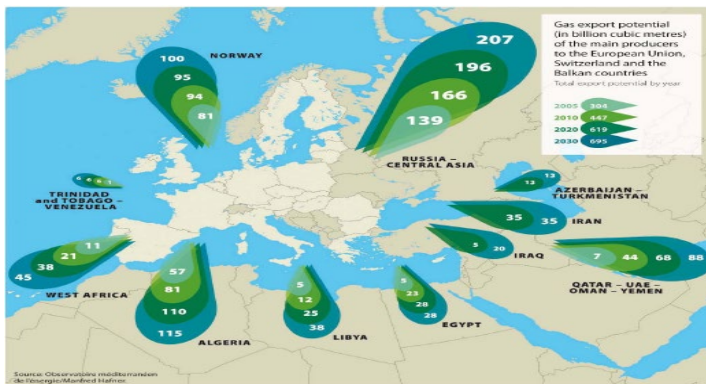 Gas export potential
(in billion cubic metres)
of the main producers
to the European Union,
Switzerland and the
Balkan countries
Total export potential by year
2005 304
2010 447
2020 619
2030 695
NORWAY
100
95
94
81
207
196
166
139
RUSSIA –
CENTRAL ASIA
TRINIDAD
and TOBAGO –
VENEZUELA
13
13
AZERBAIJAN –
TURKMENISTAN
35
35
IRAN
5
20
IRAQ
7
44
68
88
QATAR – UAE –
OMAN – YEMEN
11
21
38
45
WEST AFRICA
57
81
110
115
ALGERIA
5
12
25
38
LIBYA
5
23
28
28
EGYPT
Source: Observatoire méditerranéen
de l'énergie/Manfred Hafner